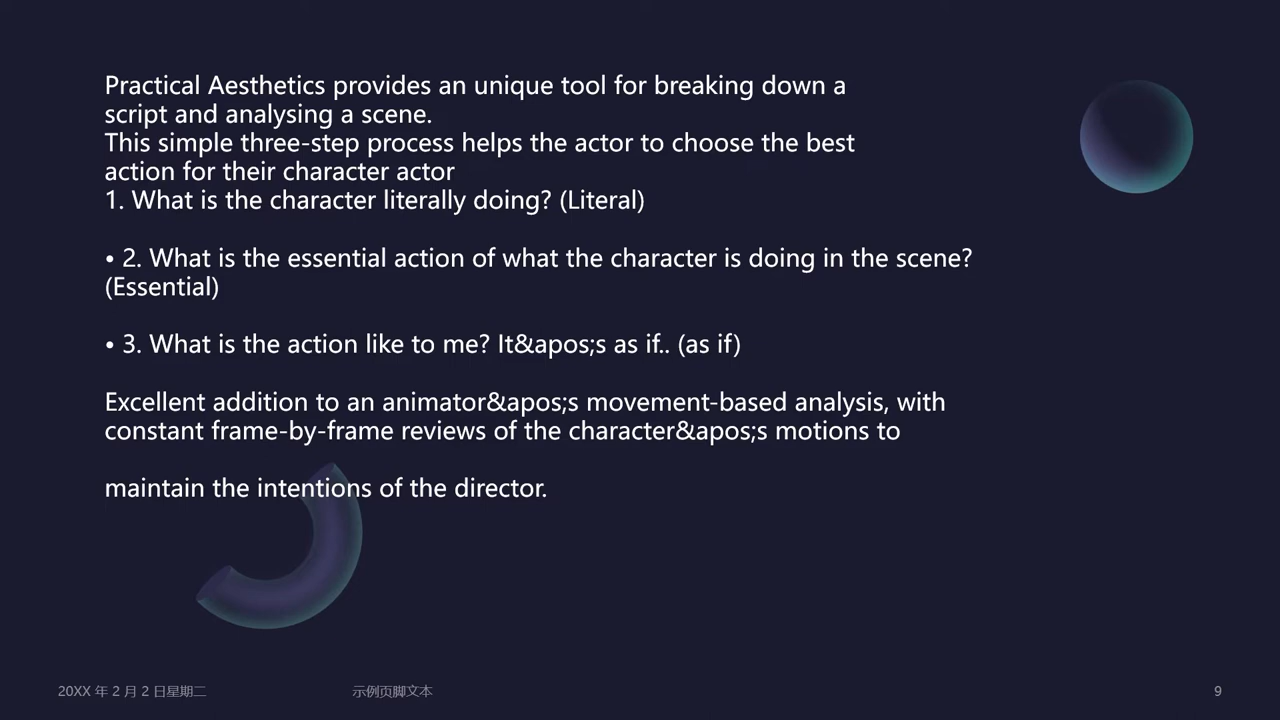 Practical Aesthetics provides an unique tool for breaking down a
script and analysing a scene.
This simple three-step process helps the actor to choose the best
action for their character actor
1. What is the character literally doing? (Literal)
• 2. What is the essential action of what the character is doing in the scene?
(Essential)
• 3. What is the action like to me? It&apos;s as if.. (as if)
Excellent addition to an animator&apos;s movement-based analysis, with
constant frame-by-frame reviews of the character&apos;s motions to
maintain the intentions of the director.
20XX 年 2 月 2 日星期二
示例页脚文本
9